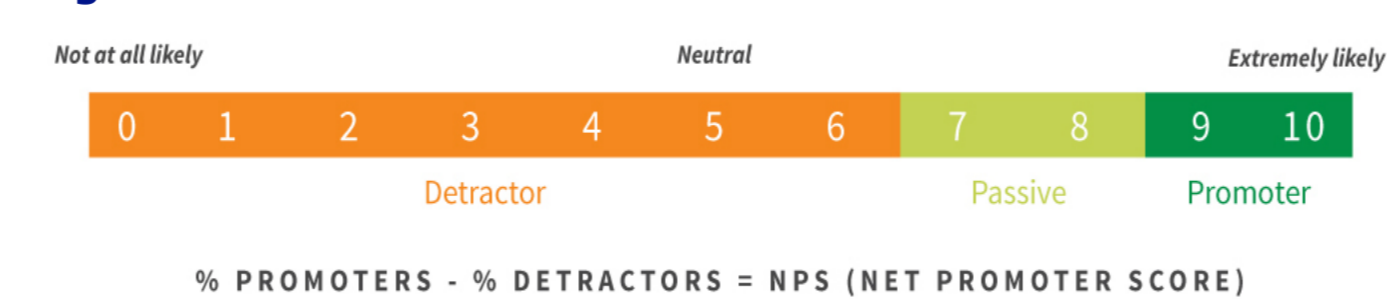 Not at all likely Neutral Extremely likely
0 1 2 3 4 5 6 7 8 9 10
Detractor Passive Promoter
% PROMOTERS - % DETRACTORS = NPS (NET PROMOTER SCORE)